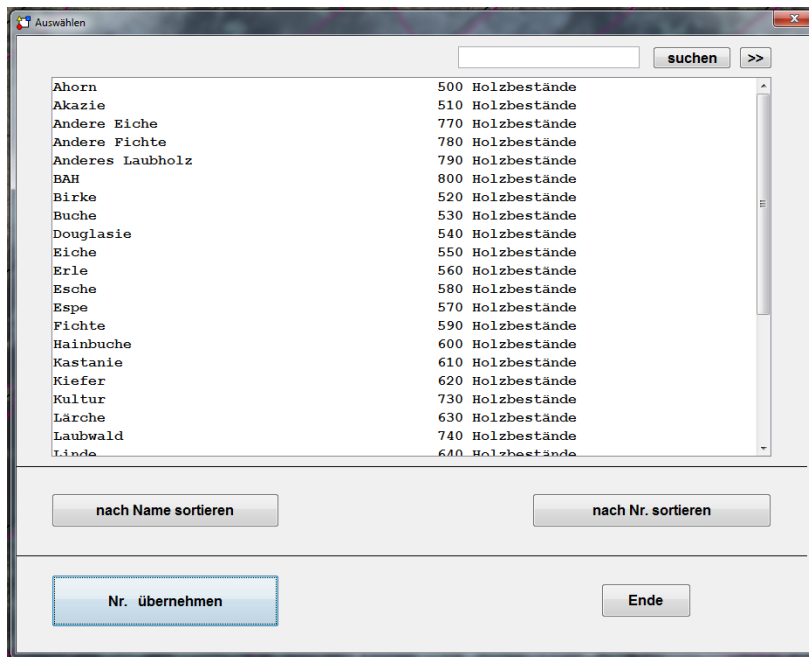 Auswählen
suchen >>
Ahorn 500 Holzbestände
Akazie 510 Holzbestände
Andere Eiche 770 Holzbestände
Andere Fichte 780 Holzbestände
Anderes Laubholz 790 Holzbestände
BAH 800 Holzbestände
Birke 520 Holzbestände
Buche 530 Holzbestände
Douglasie 540 Holzbestände
Eiche 550 Holzbestände
Erle 560 Holzbestände
Esche 580 Holzbestände
Espe 570 Holzbestände
Fichte 590 Holzbestände
Hainbuche 600 Holzbestände
Kastanie 610 Holzbestände
Kiefer 620 Holzbestände
Kultur 730 Holzbestände
Lärche 630 Holzbestände
Laubwald 740 Holzbestände
Linde 640 Holzbestände
nach Name sortieren nach Nr. sortieren
Nr. übernehmen Ende